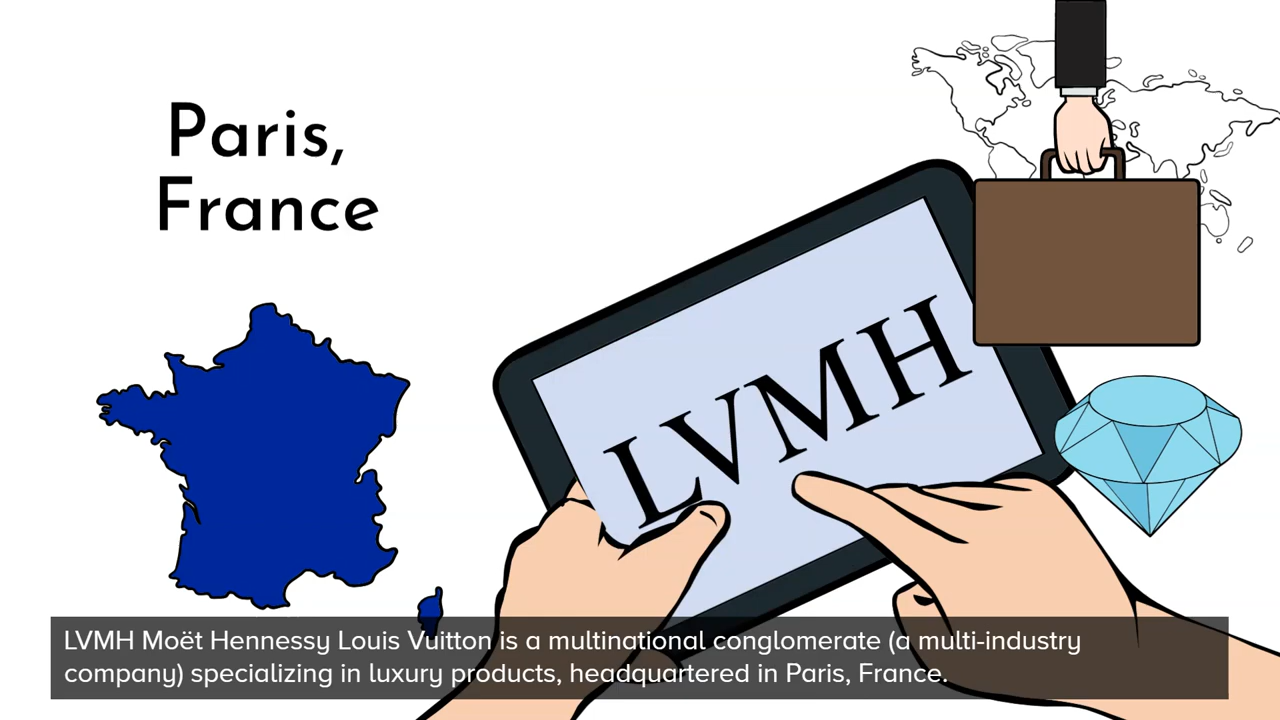 Paris,
France
LVMH
LVMH Moët Hennessy Louis Vuitton is a multinational conglomerate (a multi-industry
company) specializing in luxury products, headquartered in Paris, France.